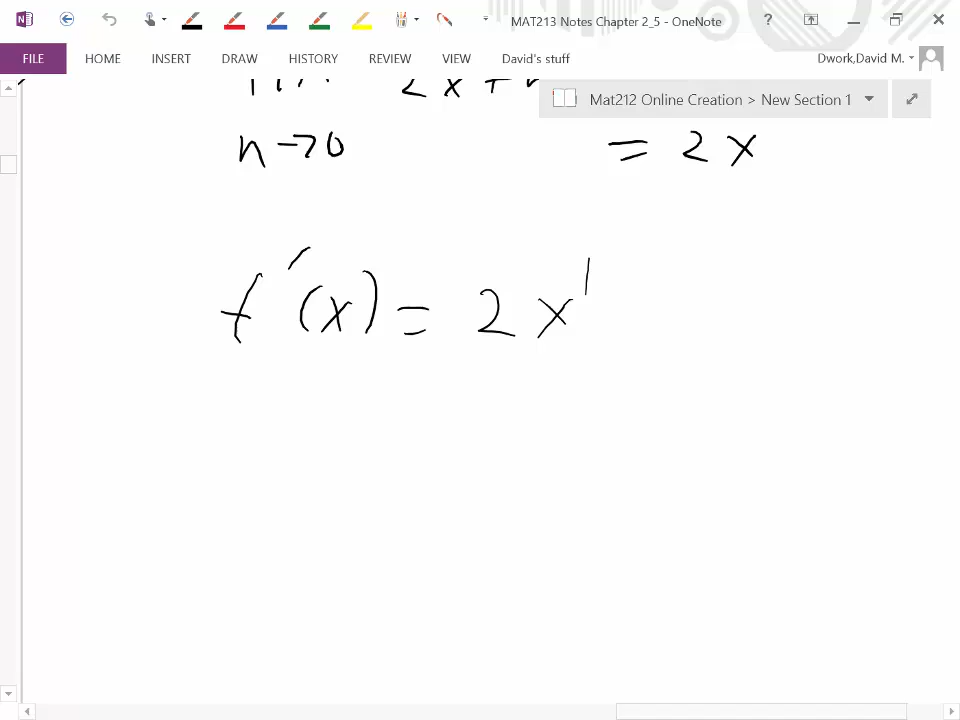 MAT213 Notes Chapter 2_5 - OneNote
?
FILE HOME INSERT DRAW HISTORY REVIEW VIEW David's stuff Dwork,David M.
2x +
Mat212 Online Creation > New Section 1
n→0 = 2x
f'(x) = 2x¹